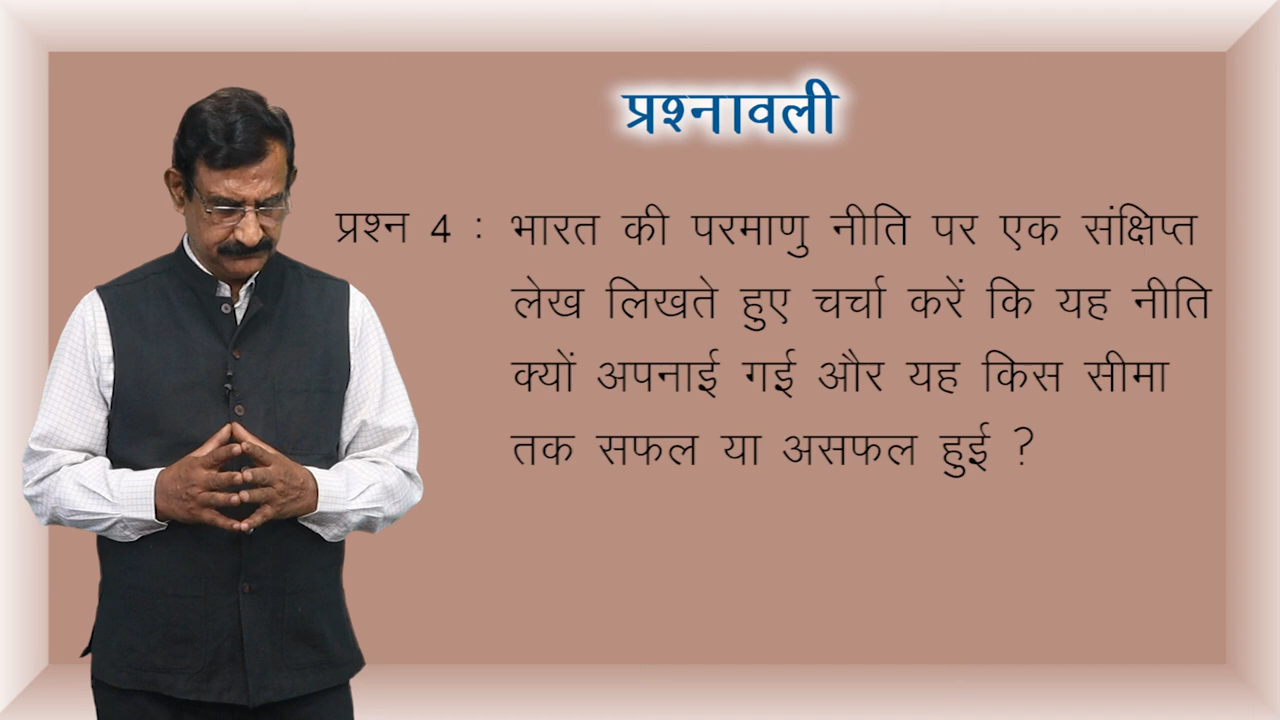 प्रश्नावली
प्रश्न 4 : भारत की परमाणु नीति पर एक संक्षिप्त
लेख लिखते हुए चर्चा करें कि यह नीति
क्यों अपनाई गई और यह किस सीमा
तक सफल या असफल हुई ?